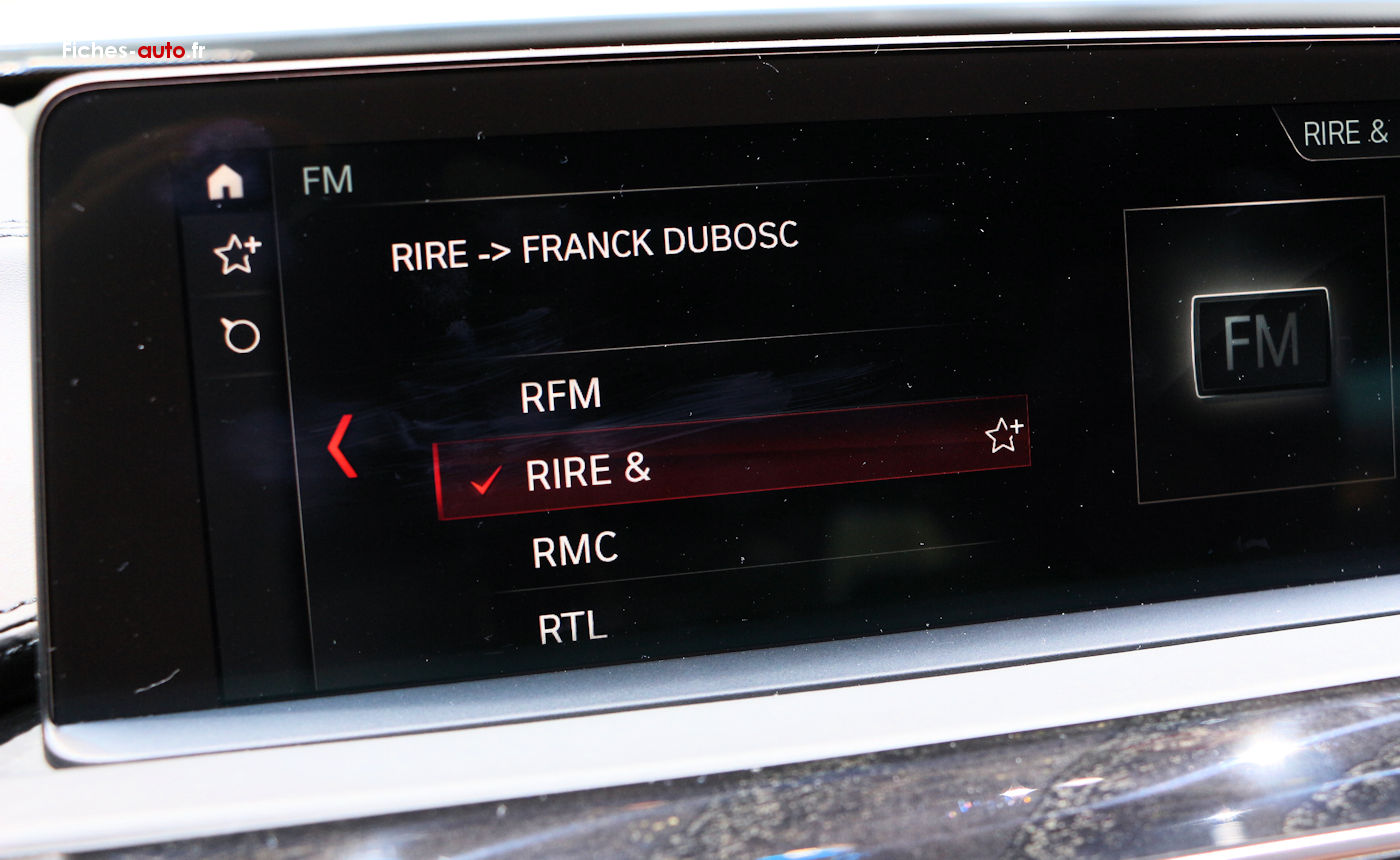 Fiches-auto.fr
RIRE &
FM
RIRE -> FRANCK DUBOSC
FM
RFM
RIRE &
RMC
RTL